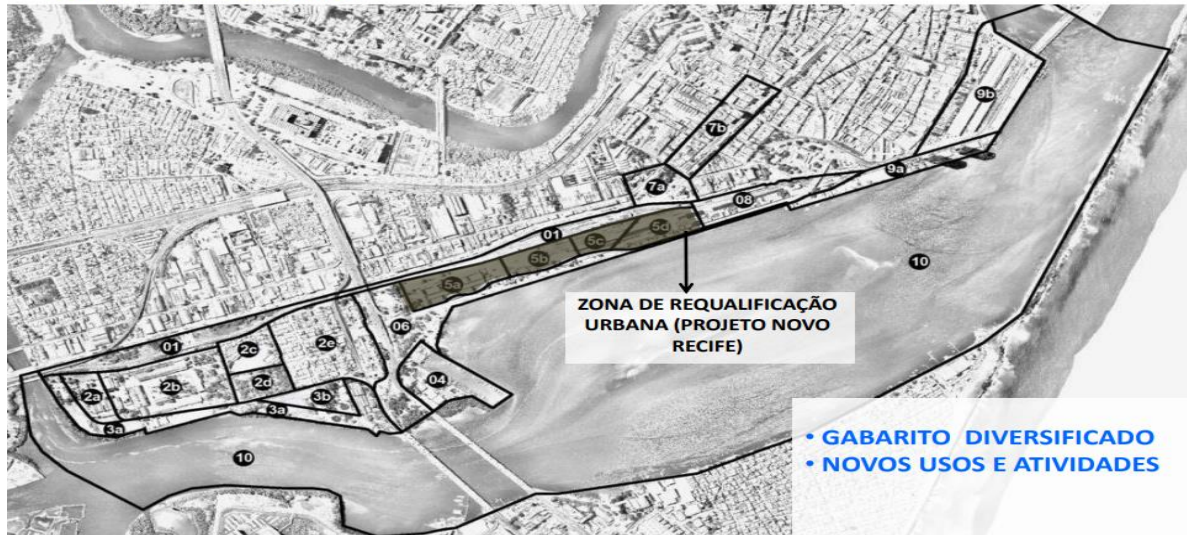 9b
7b
9a
7a
08
01
5d
5c
5b
10
5a
ZONA DE REQUALIFICAÇÃO
URBANA (PROJETO NOVO
RECIFE)
06
01
2c
2e
2b
2d
04
2a
3b
3a
3a
10
• GABARITO DIVERSIFICADO
• NOVOS USOS E ATIVIDADES